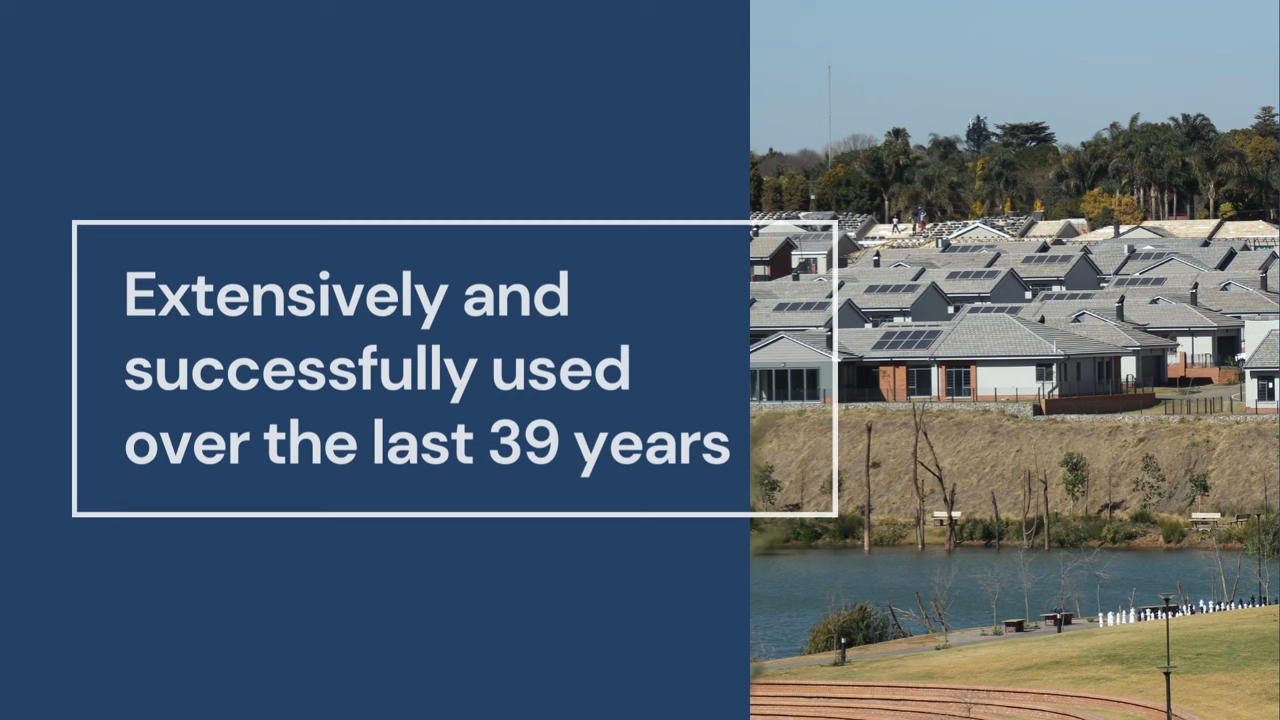 Extensively and
successfully used
over the last 39 years